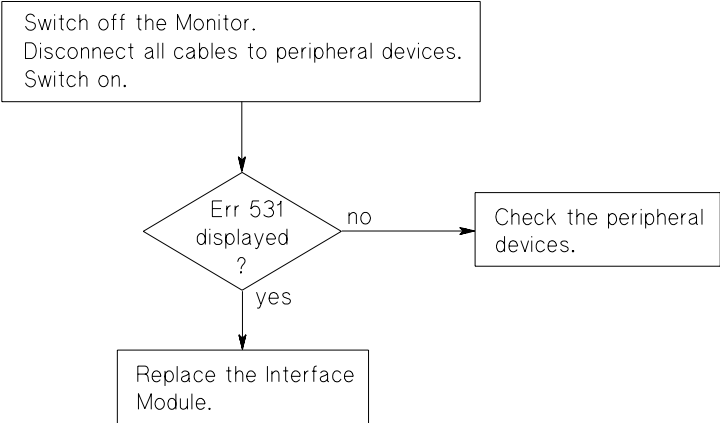 Switch off the Monitor.
Disconnect all cables to peripheral devices.
Switch on.
Err 531
displayed
?
no
Check the peripheral
devices.
yes
Replace the Interface
Module.